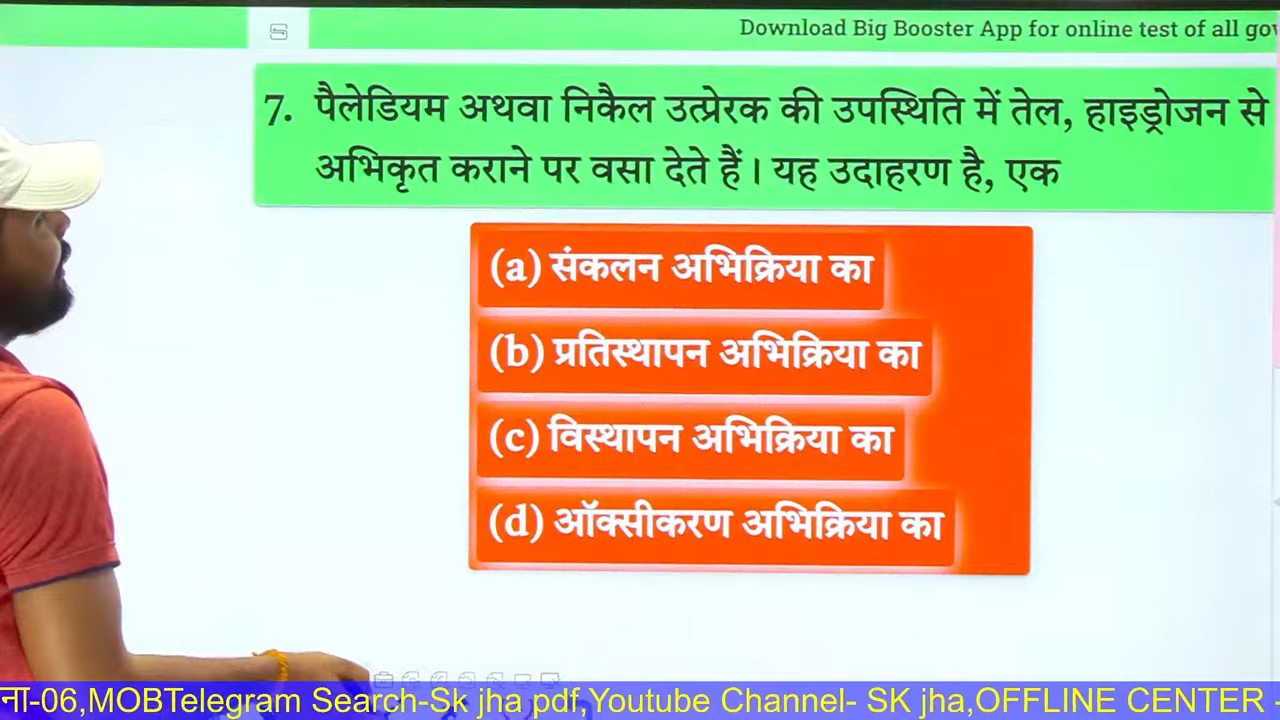 Download Big Booster App for online test of all gov
7. पैलेडियम अथवा निकैल उत्प्रेरक की उपस्थिति में तेल, हाइड्रोजन से
अभिकृत कराने पर वसा देते हैं। यह उदाहरण है, एक
(a) संकलन अभिक्रिया का
(b) प्रतिस्थापन अभिक्रिया का
(c) विस्थापन अभिक्रिया का
(d) ऑक्सीकरण अभिक्रिया का
ना-06,MOBTelegram Search-Sk jha pdf,Youtube Channel- SK jha,OFFLINE CENTER -